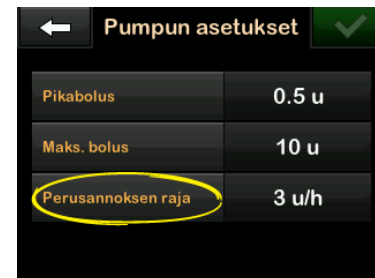 Pumpun asetukset
Pikabolus 0.5 u
Maks. bolus 10 u
Perusannoksen raja 3 u/h